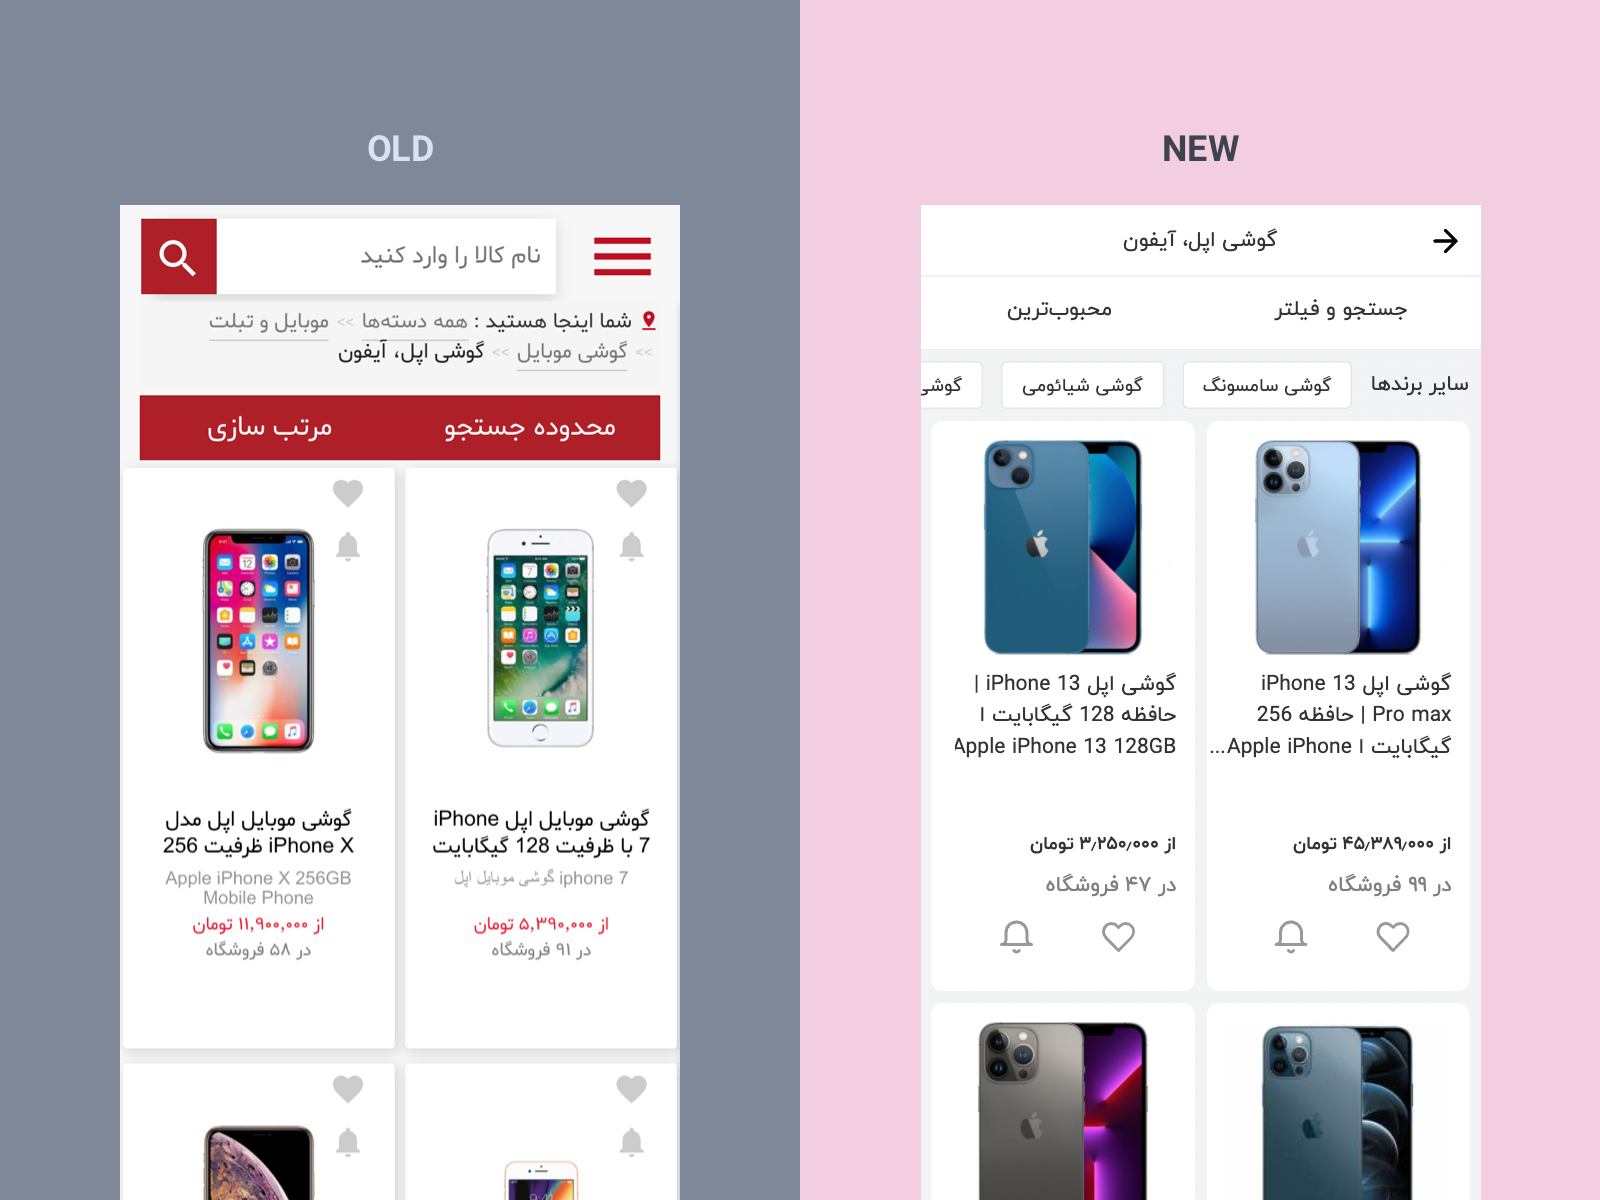 OLD
نام کالا را وارد کنید
شما اینجا هستید : همه دسته‌ها >> موبایل و تبلت
>> گوشی موبایل >> گوشی اپل، آیفون
محدوده جستجو
مرتب سازی
گوشی موبایل اپل iPhone
7 با ظرفیت 128 گیگابایت
iphone 7 گوشی موبایل اپل
از ۵,۳۹۰,۰۰۰ تومان
در ۹۱ فروشگاه
گوشی موبایل اپل مدل
iPhone X ظرفیت 256
Apple iPhone X 256GB
Mobile Phone
از ۱۱,۹۰۰,۰۰۰ تومان
در ۵۸ فروشگاه
NEW
گوشی اپل، آیفون
جستجو و فیلتر
محبوب‌ترین
سایر برندها
گوشی سامسونگ
گوشی شیائومی
گوشی
گوشی اپل iPhone 13
Pro max | حافظه 256
گیگابایت ا Apple iPhone...
از ۴۵٫۳۸۹٫۰۰۰ تومان
در ۹۹ فروشگاه
گوشی اپل iPhone 13 |
حافظه 128 گیگابایت ا
Apple iPhone 13 128GB
از ۳٫۲۵۰٫۰۰۰ تومان
در ۴۷ فروشگاه